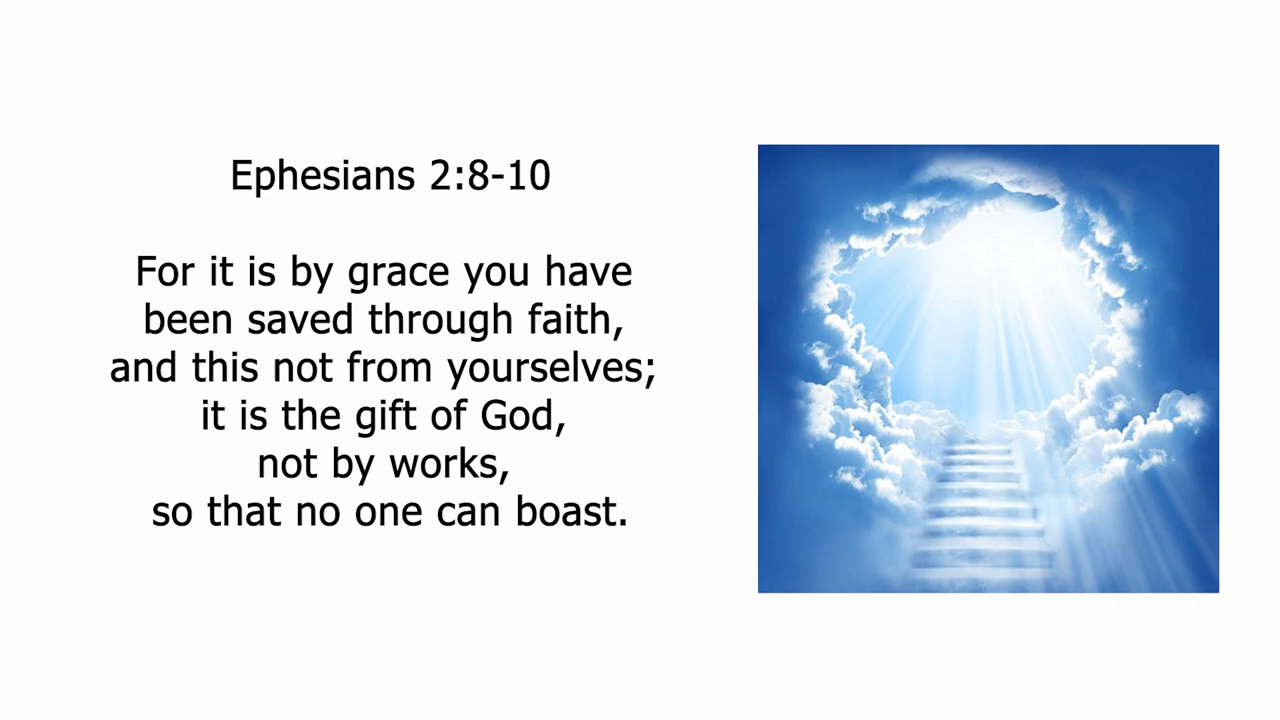 Ephesians 2:8-10
For it is by grace you have
been saved through faith,
and this not from yourselves;
it is the gift of God,
not by works,
so that no one can boast.